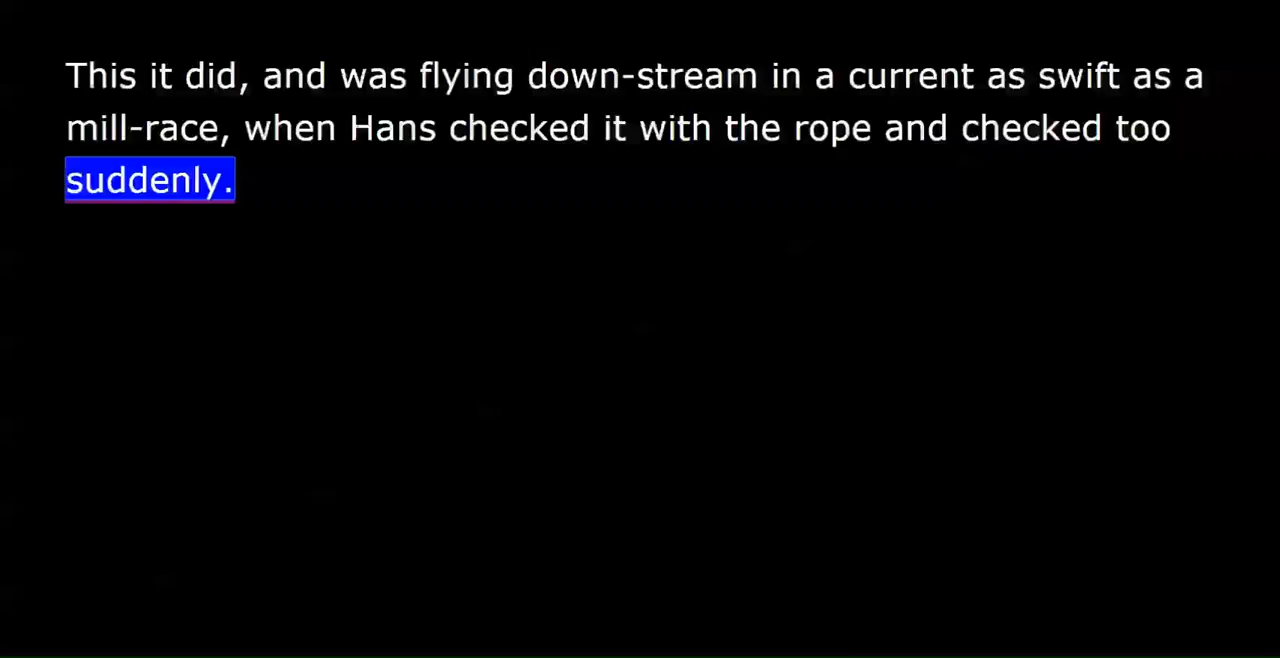 This it did, and was flying down-stream in a current as swift as a
mill-race, when Hans checked it with the rope and checked too
suddenly.